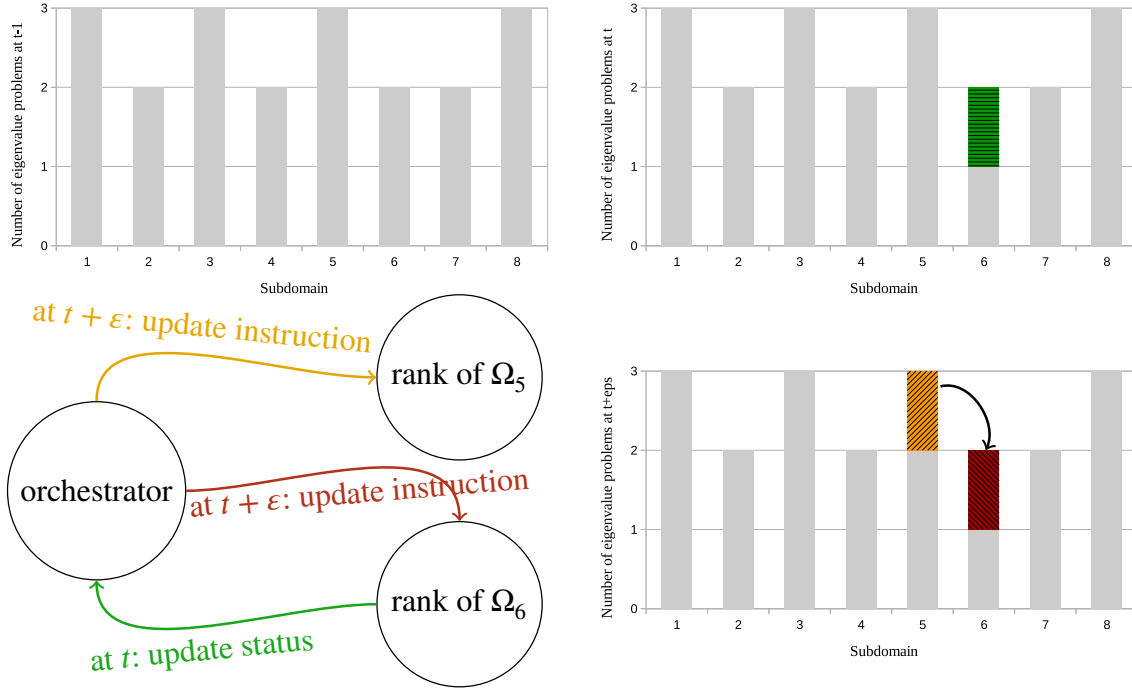 Number of eigenvalue problems at t-1
3
2
1
0
1 2 3 4 5 6 7 8
Subdomain
Number of eigenvalue problems at t
3
2
1
0
1 2 3 4 5 6 7 8
Subdomain
at t + ε: update instruction
rank of Ω₅
orchestrator
at t + ε: update instruction
rank of Ω₆
at t: update status
Number of eigenvalue problems at t+eps
3
2
1
0
1 2 3 4 5 6 7 8
Subdomain